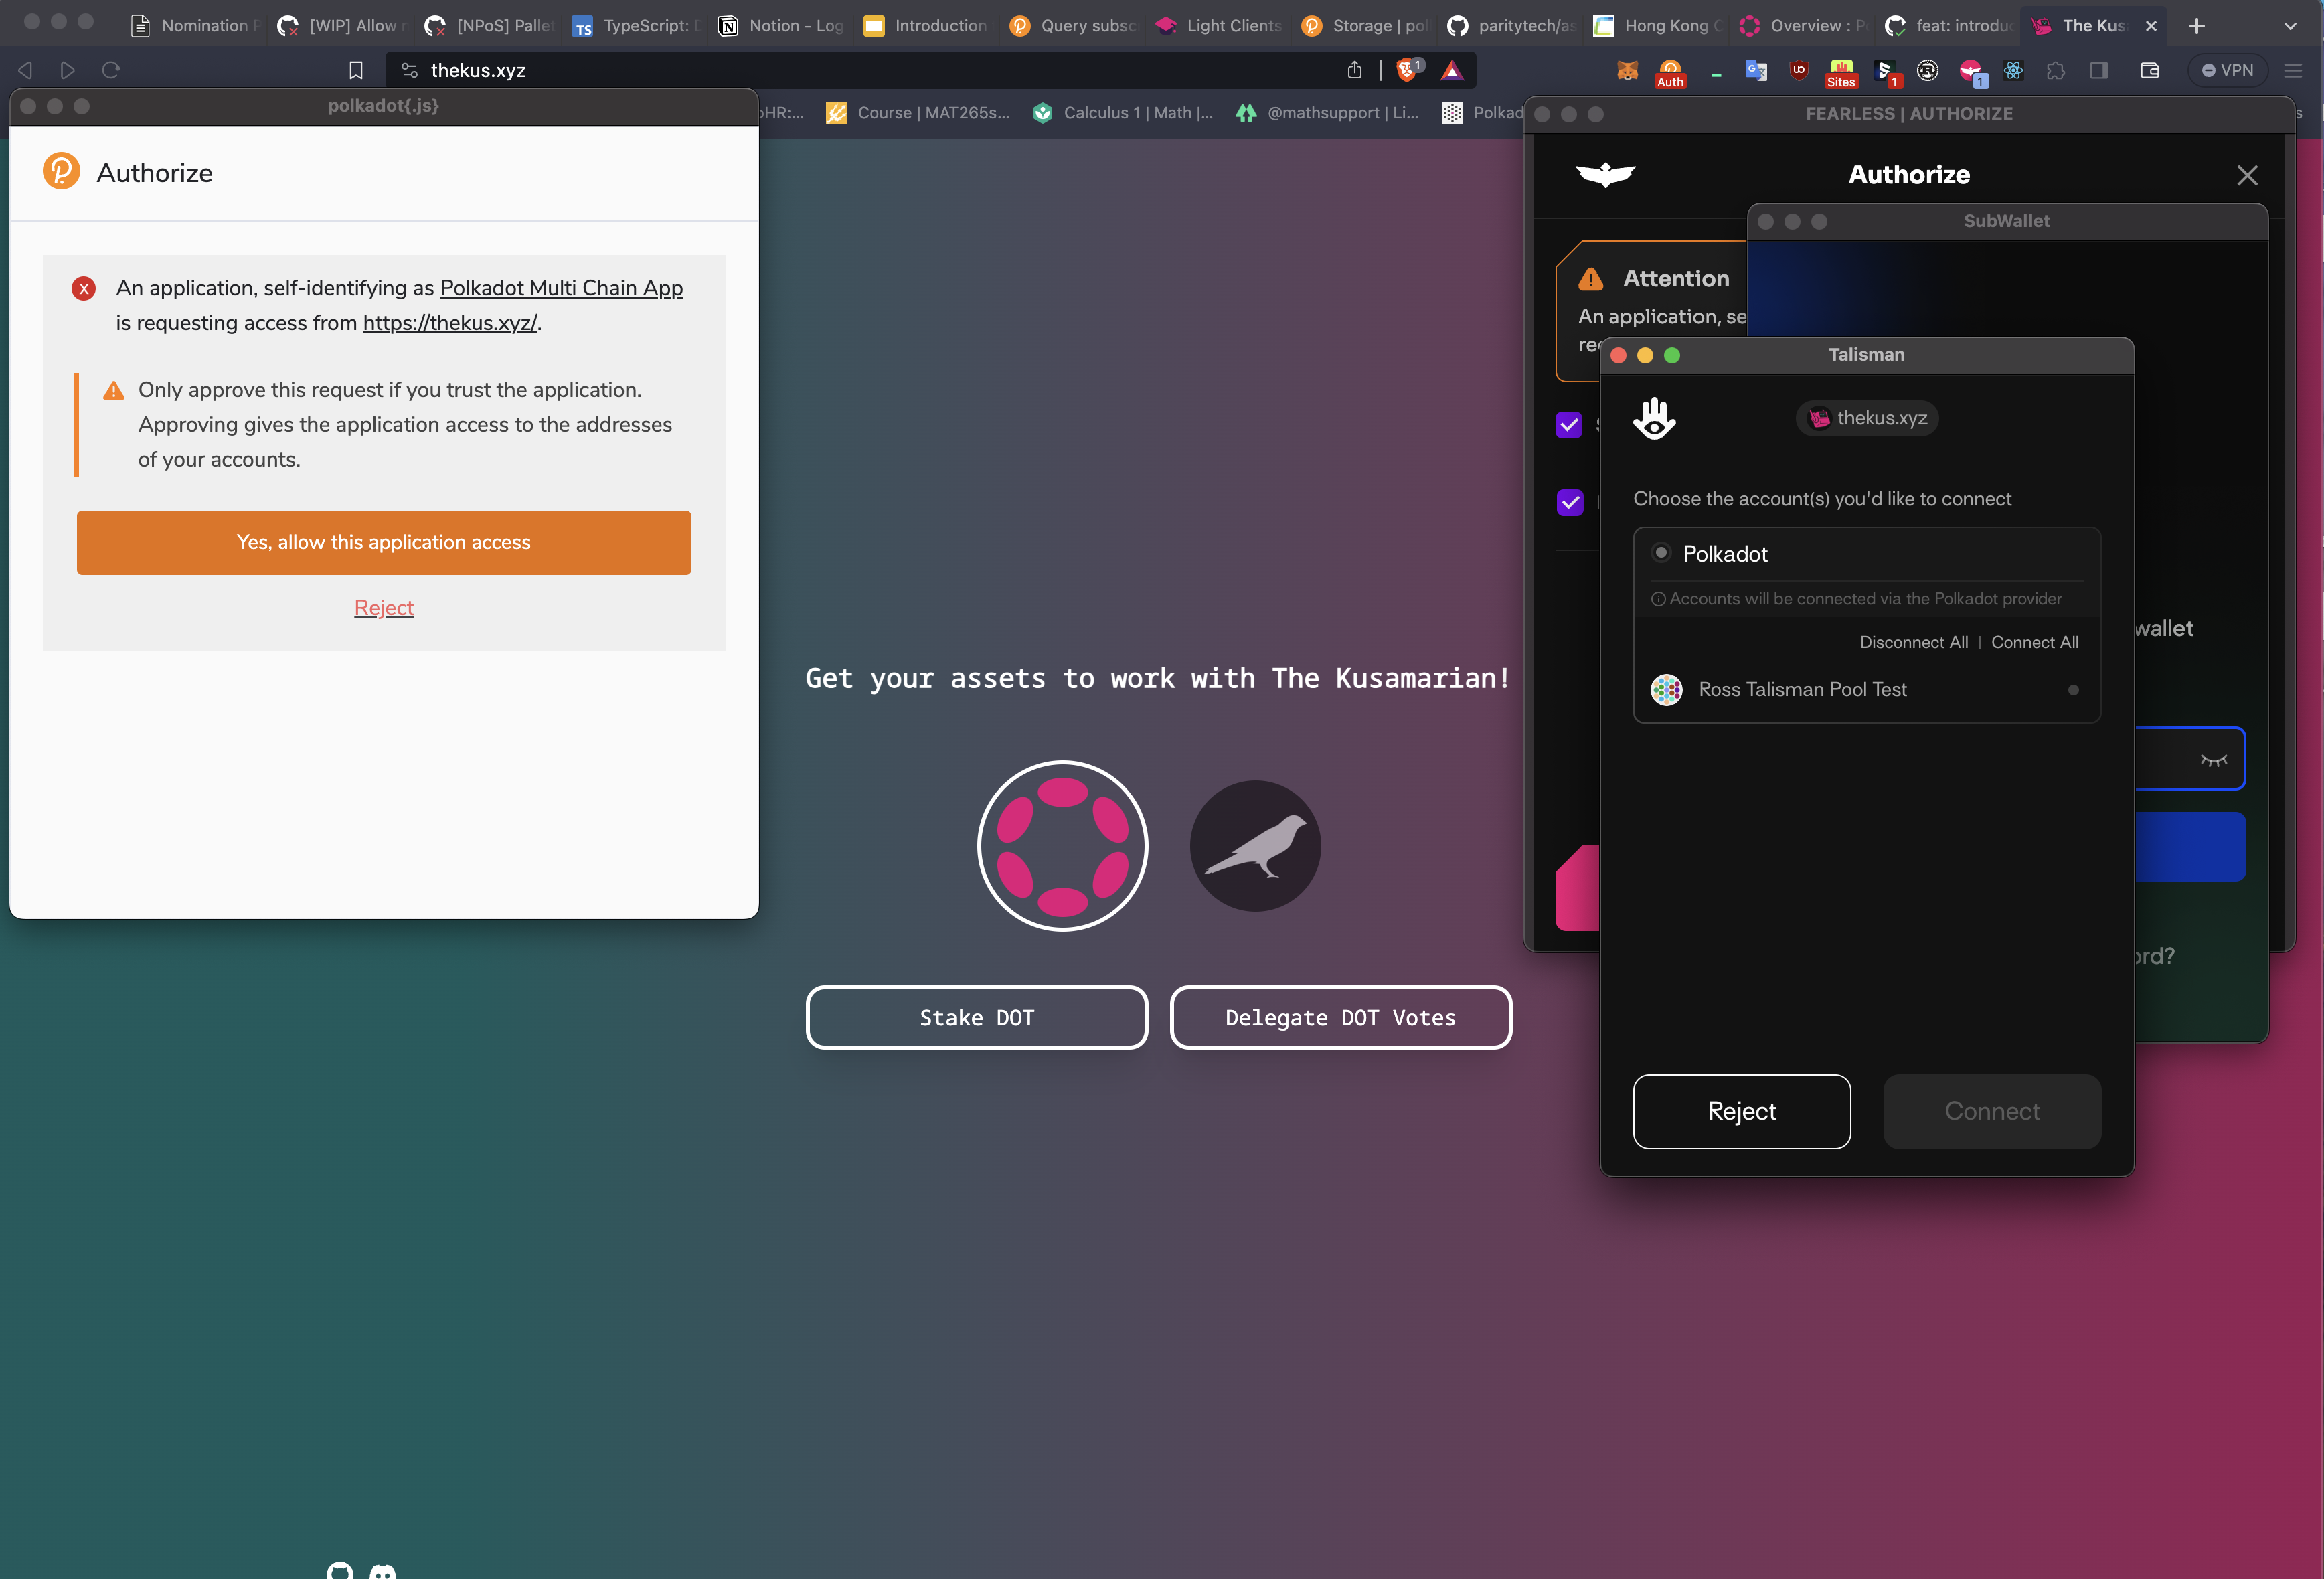 Nomination P
[WIP] Allow r
[NPoS] Pallet
TS
TypeScript: D
Notion - Log
Introduction
Query subsc
Light Clients
Storage | pol
paritytech/as
Hong Kong C
Overview : P
feat: introduc
The Kus
thekus.xyz
1
Auth
Sites
1
1
VPN
bHR:...
Course | MAT265s...
Calculus 1 | Math |...
@mathsupport | Li...
Polkad
polkadot{.js}
Authorize
An application, self-identifying as Polkadot Multi Chain App
is requesting access from https://thekus.xyz/.
Only approve this request if you trust the application.
Approving gives the application access to the addresses
of your accounts.
Yes, allow this application access
Reject
Get your assets to work with The Kusamarian!
Stake DOT
Delegate DOT Votes
FEARLESS | AUTHORIZE
Authorize
Attention
An application, se
SubWallet
wallet
ord?
Talisman
thekus.xyz
Choose the account(s) you'd like to connect
Polkadot
Accounts will be connected via the Polkadot provider
Disconnect All | Connect All
Ross Talisman Pool Test
Reject
Connect